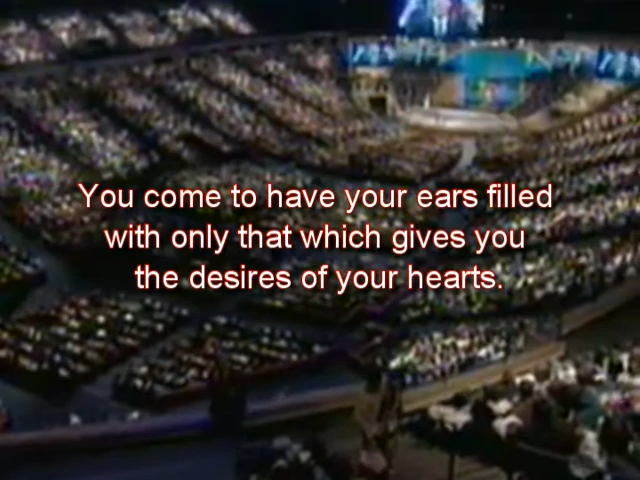 You come to have your ears filled
with only that which gives you
the desires of your hearts.